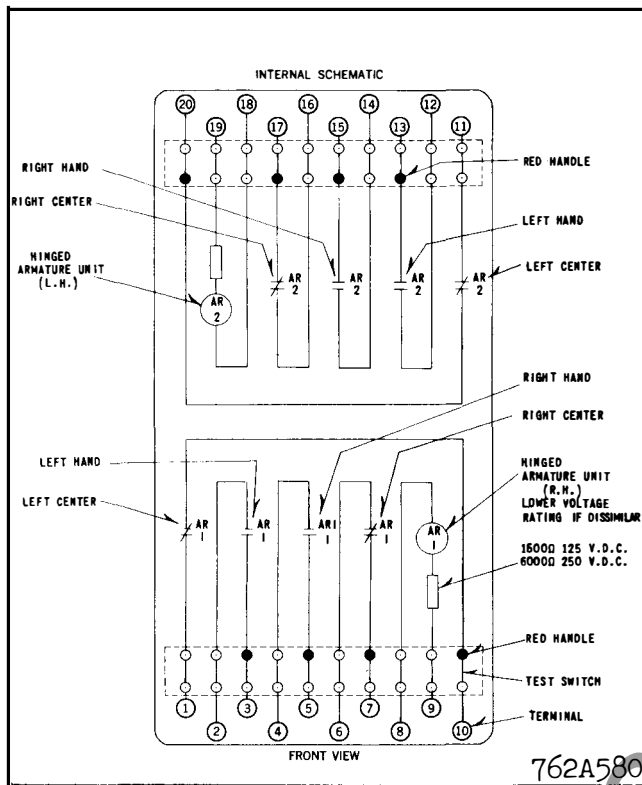 INTERNAL SCHEMATIC
20 18 16 14 12
19 17 15 13 11
RIGHT HAND
RED HANDLE
RIGHT CENTER
LEFT HAND
HINGED
ARMATURE UNIT
(L.H.)
LEFT CENTER
AR
2
AR
2
AR
2
AR
2
AR
2
RIGHT HAND
RIGHT CENTER
LEFT HAND
LEFT CENTER
HINGED
ARMATURE UNIT
(R.H.)
LOWER VOLTAGE
RATING IF DISSIMILAR
AR
1
AR
1
AR1
1
AR
1
AR
1
1600Ω 125 V.D.C.
6000Ω 250 V.D.C.
RED HANDLE
TEST SWITCH
1 3 5 7 9
2 4 6 8 10
TERMINAL
FRONT VIEW
762A580